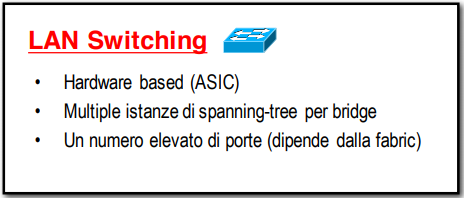 LAN Switching
• Hardware based (ASIC)
• Multiple istanze di spanning-tree per bridge
• Un numero elevato di porte (dipende dalla fabric)